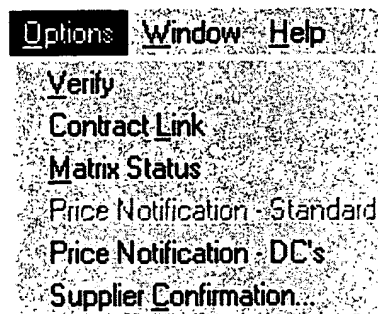 Options Window Help
Verify
Contract Link
Matrix Status
Price Notification - Standard
Price Notification - DC's
Supplier Confirmation...